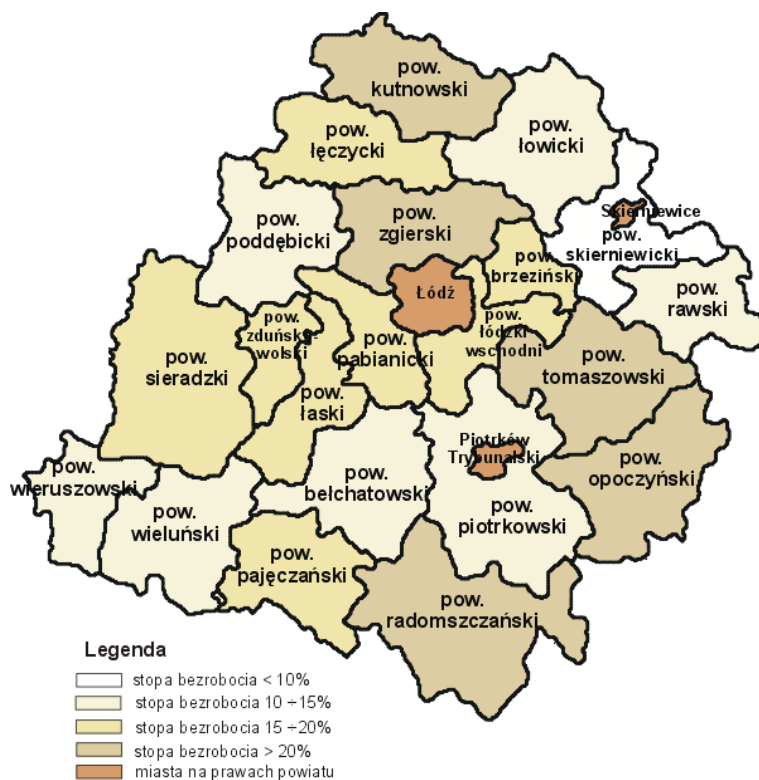 pow.
kutnowski
pow.
łowicki
pow.
łęczycki
Skierniewice
pow.
skierniewicki
pow.
poddębicki
pow.
zgierski
pow.
brzeziński
pow.
rawski
Łódź
pow.
zduńsko-
wolski
pow.
pabianicki
pow.
łódzki
wschodni
pow.
sieradzki
pow.
tomaszowski
pow.
łaski
Piotrków
Trybunalski
pow.
opoczyński
pow.
wieruszowski
pow.
bełchatowski
pow.
wieluński
pow.
piotrkowski
pow.
pajęczański
pow.
radomszczański
Legenda
stopa bezrobocia < 10%
stopa bezrobocia 10 ÷15%
stopa bezrobocia 15 ÷20%
stopa bezrobocia > 20%
miasta na prawach powiatu